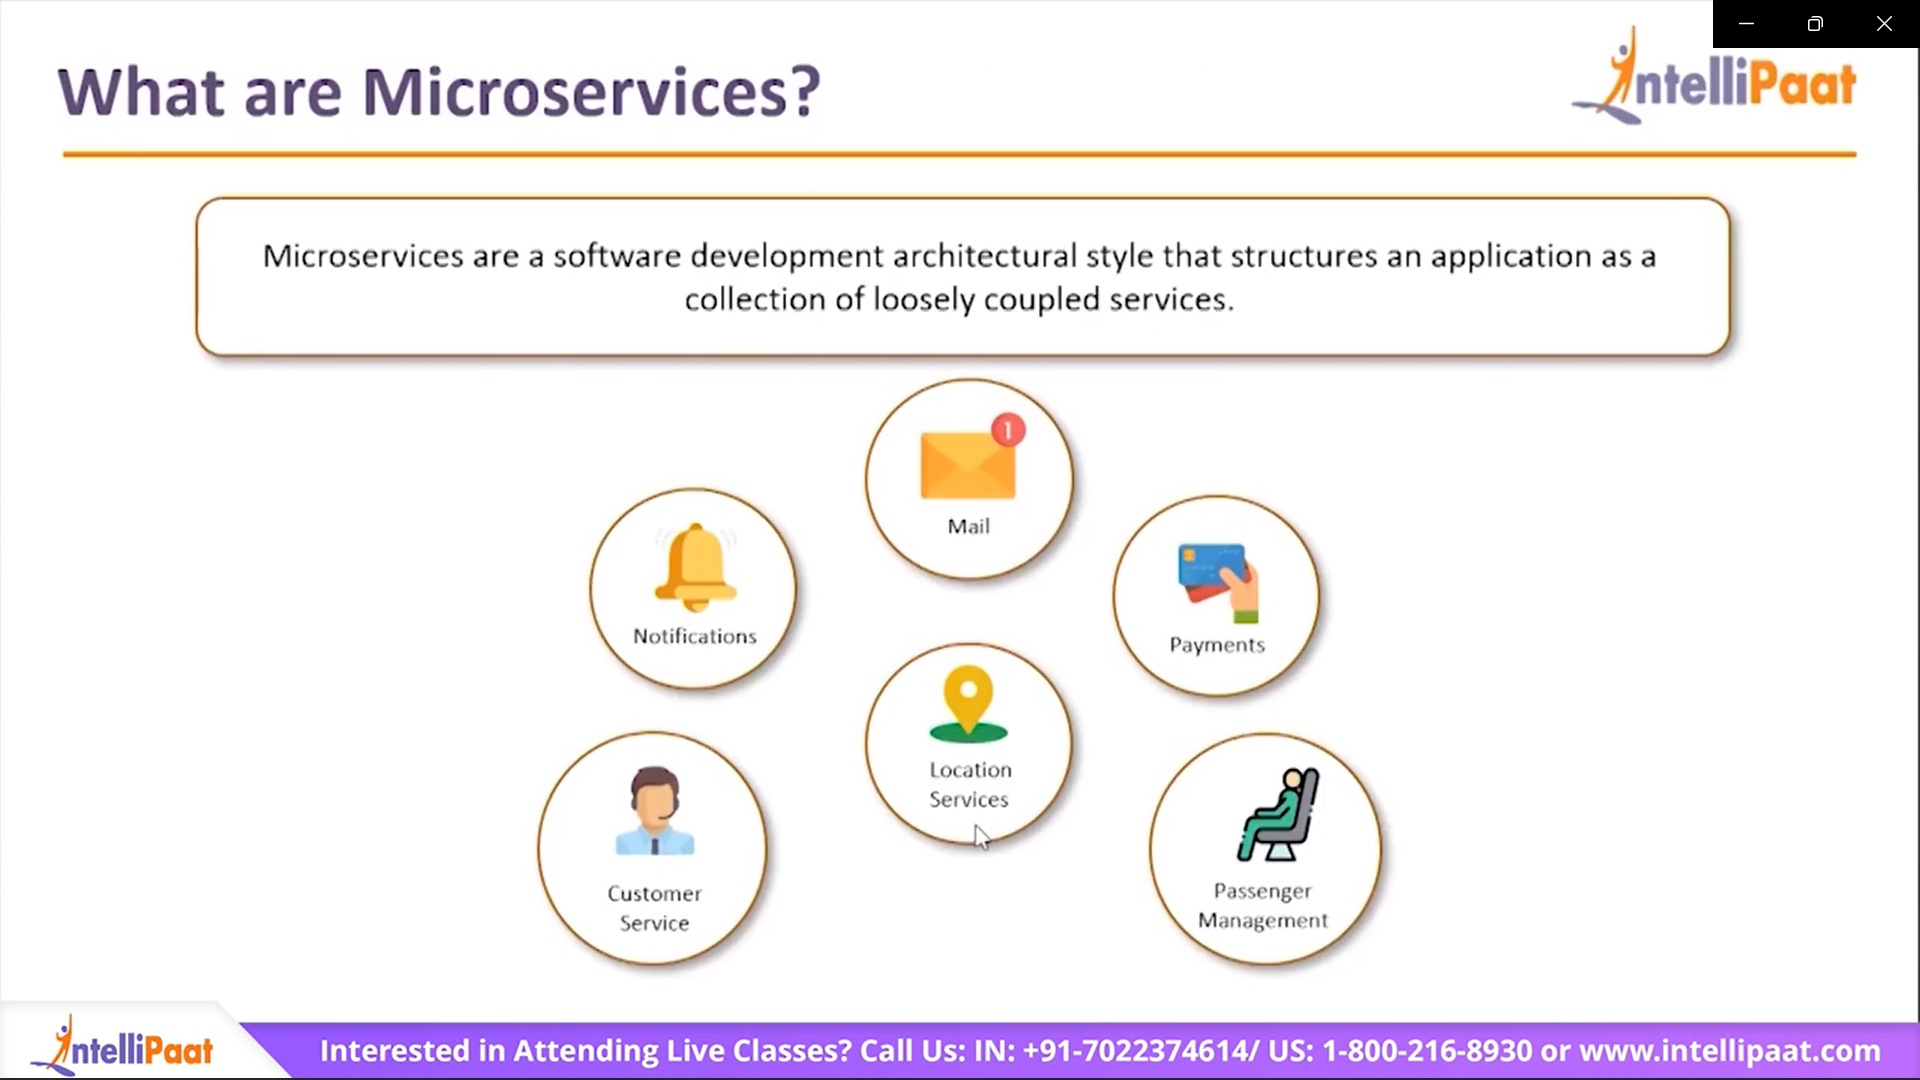 What are Microservices?
IntelliPaat
Microservices are a software development architectural style that structures an application as a
collection of loosely coupled services.
1
Mail
Notifications
Payments
Location
Services
Customer
Service
Passenger
Management
IntelliPaat
Interested in Attending Live Classes? Call Us: IN: +91-7022374614/ US: 1-800-216-8930 or www.intellipaat.com